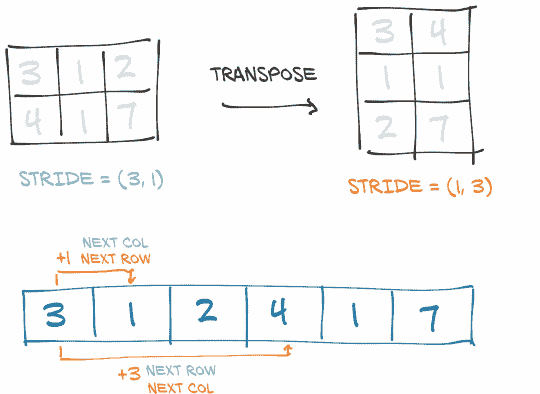 3 1 2
4 1 7
TRANSPOSE
3 4
1 1
2 7
STRIDE = (3, 1)
STRIDE = (1, 3)
NEXT COL
+1 NEXT ROW
3 1 2 4 1 7
+3 NEXT ROW
NEXT COL